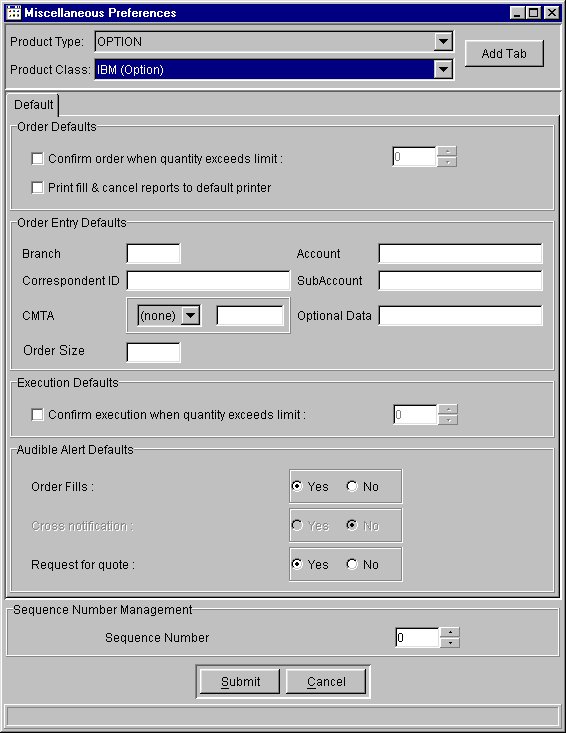 Miscellaneous Preferences
Product Type: OPTION
Add Tab
Product Class: IBM (Option)
Default
Order Defaults
Confirm order when quantity exceeds limit : 0
Print fill & cancel reports to default printer
Order Entry Defaults
Branch Account
Correspondent ID SubAccount
CMTA (none) Optional Data
Order Size
Execution Defaults
Confirm execution when quantity exceeds limit : 0
Audible Alert Defaults
Order Fills : Yes No
Cross notification : Yes No
Request for quote : Yes No
Sequence Number Management
Sequence Number 0
Submit Cancel